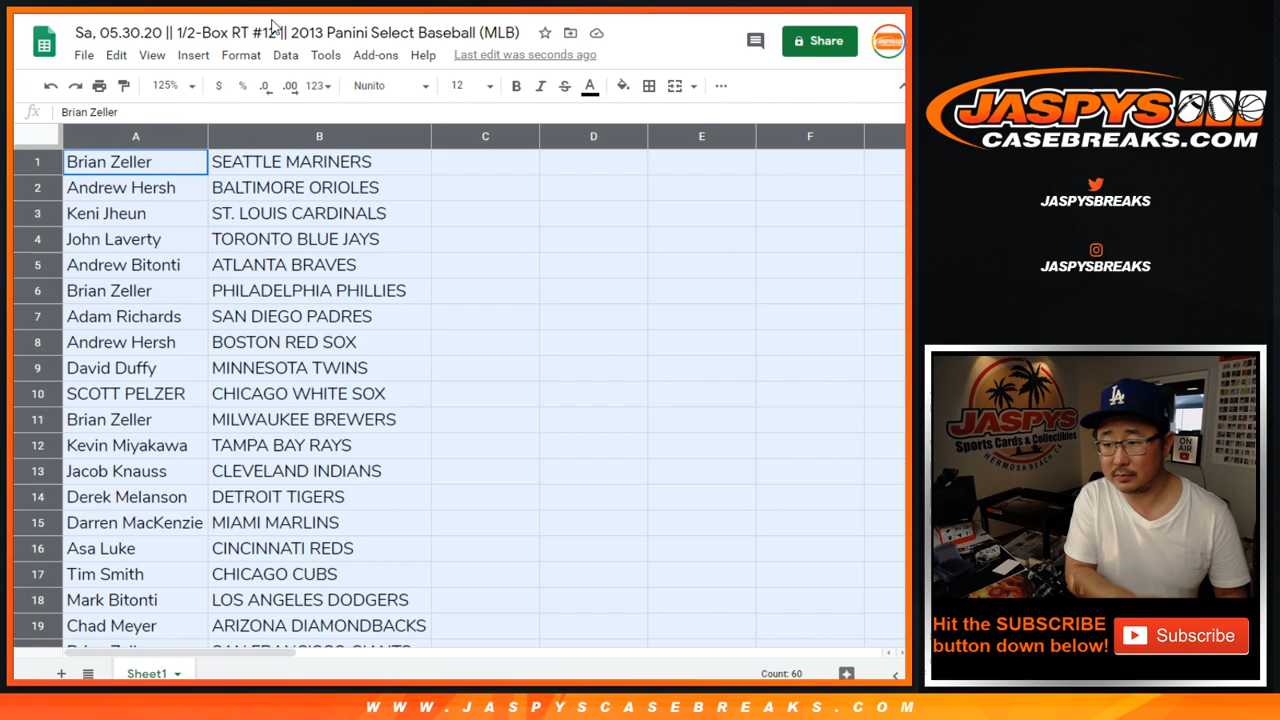 Sa, 05.30.20 || 1/2-Box RT #12 || 2013 Panini Select Baseball (MLB)
File Edit View Insert Format Data Tools Add-ons Help Last edit was seconds ago
Share
125% $ % .0 .00 123 Nunito 12 B I S A
fx Brian Zeller
A B C D E F
1 Brian Zeller SEATTLE MARINERS
2 Andrew Hersh BALTIMORE ORIOLES
3 Keni Jheun ST. LOUIS CARDINALS
4 John Laverty TORONTO BLUE JAYS
5 Andrew Bitonti ATLANTA BRAVES
6 Brian Zeller PHILADELPHIA PHILLIES
7 Adam Richards SAN DIEGO PADRES
8 Andrew Hersh BOSTON RED SOX
9 David Duffy MINNESOTA TWINS
10 SCOTT PELZER CHICAGO WHITE SOX
11 Brian Zeller MILWAUKEE BREWERS
12 Kevin Miyakawa TAMPA BAY RAYS
13 Jacob Knauss CLEVELAND INDIANS
14 Derek Melanson DETROIT TIGERS
15 Darren MacKenzie MIAMI MARLINS
16 Asa Luke CINCINNATI REDS
17 Tim Smith CHICAGO CUBS
18 Mark Bitonti LOS ANGELES DODGERS
19 Chad Meyer ARIZONA DIAMONDBACKS
Sheet1
Count: 60
JASPYS
CASEBREAKS.COM
JASPYSBREAKS
JASPYSBREAKS
JASPYS
Sports Cards & Collectibles
HERMOSA BEACH CA
LA
ON AIR
Hit the SUBSCRIBE
button down below!
Subscribe
WWW.JASPYSCASEBREAKS.COM